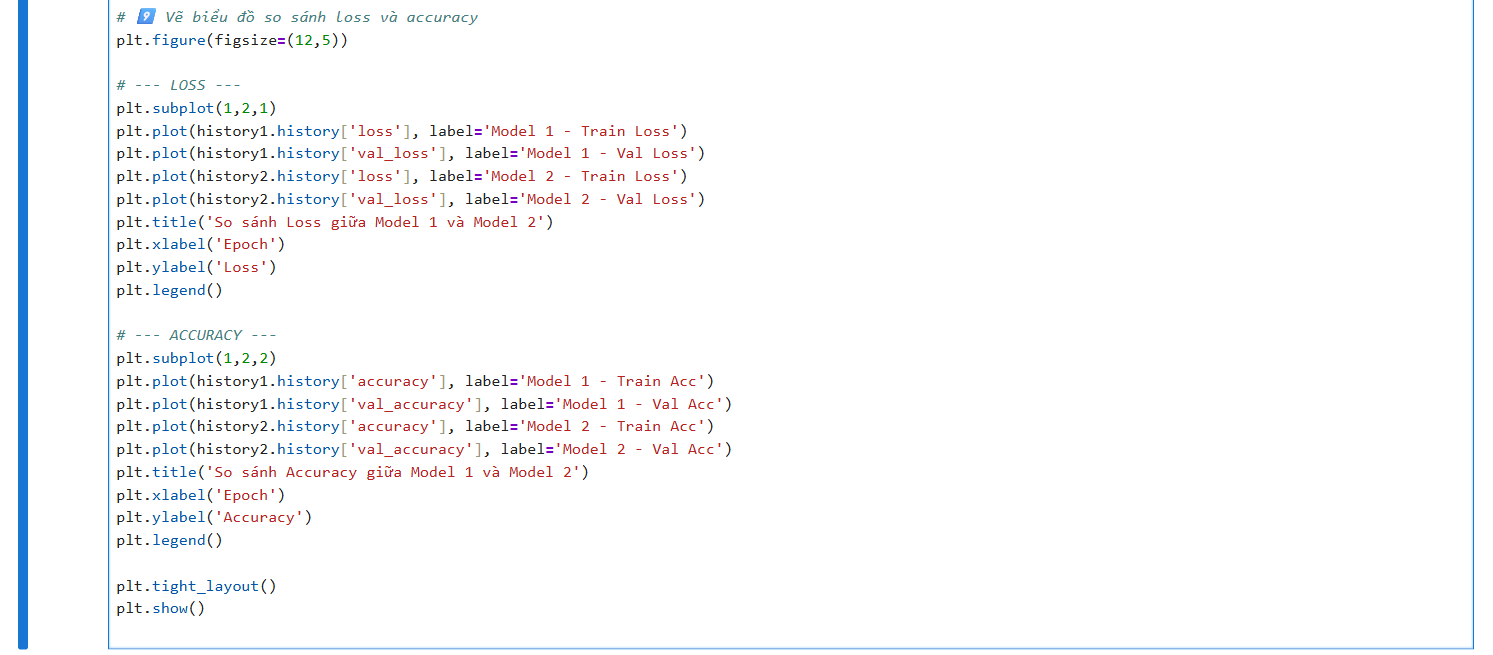 # 9️⃣ Vẽ biểu đồ so sánh loss và accuracy
plt.figure(figsize=(12,5))
# --- LOSS ---
plt.subplot(1,2,1)
plt.plot(history1.history['loss'], label='Model 1 - Train Loss')
plt.plot(history1.history['val_loss'], label='Model 1 - Val Loss')
plt.plot(history2.history['loss'], label='Model 2 - Train Loss')
plt.plot(history2.history['val_loss'], label='Model 2 - Val Loss')
plt.title('So sánh Loss giữa Model 1 và Model 2')
plt.xlabel('Epoch')
plt.ylabel('Loss')
plt.legend()
# --- ACCURACY ---
plt.subplot(1,2,2)
plt.plot(history1.history['accuracy'], label='Model 1 - Train Acc')
plt.plot(history1.history['val_accuracy'], label='Model 1 - Val Acc')
plt.plot(history2.history['accuracy'], label='Model 2 - Train Acc')
plt.plot(history2.history['val_accuracy'], label='Model 2 - Val Acc')
plt.title('So sánh Accuracy giữa Model 1 và Model 2')
plt.xlabel('Epoch')
plt.ylabel('Accuracy')
plt.legend()
plt.tight_layout()
plt.show()